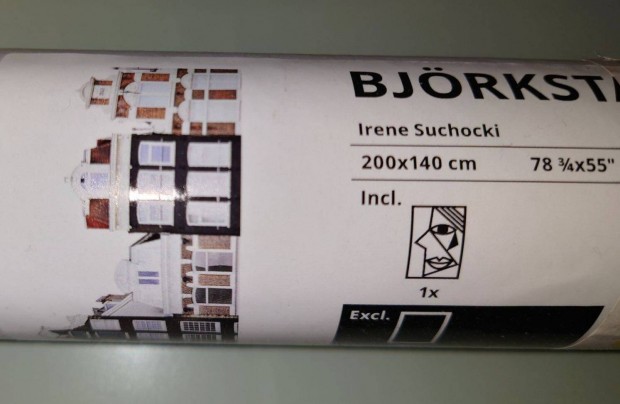 BJÖRKSTA
Irene Suchocki
200x140 cm 78 ¾x55"
Incl.
1x
Excl.